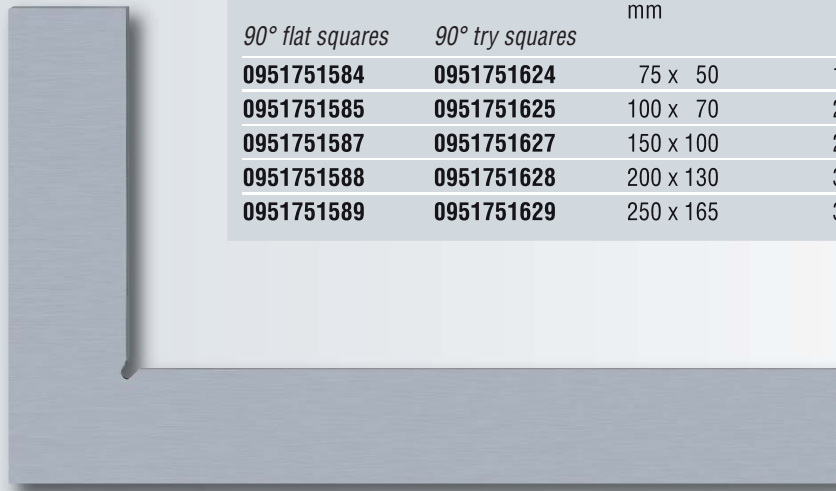 mm
90° flat squares 90° try squares
0951751584 0951751624 75 x 50
0951751585 0951751625 100 x 70
0951751587 0951751627 150 x 100
0951751588 0951751628 200 x 130
0951751589 0951751629 250 x 165